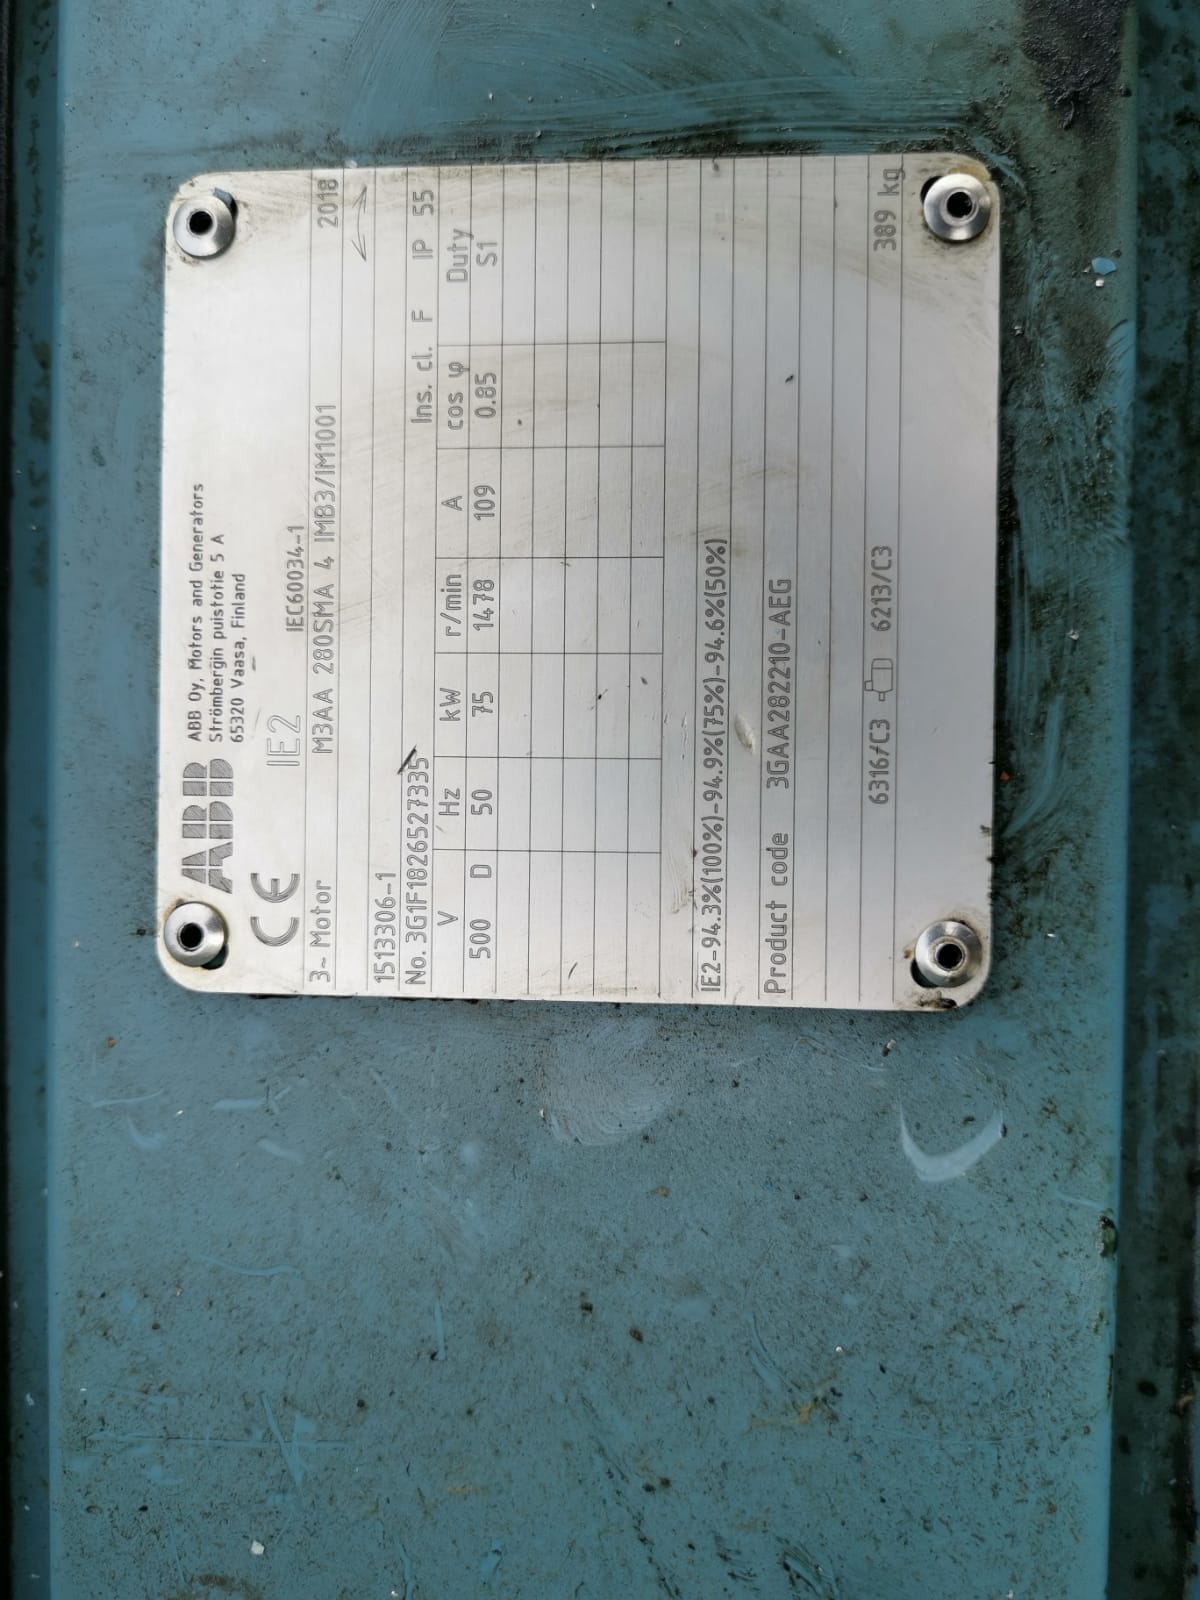 ABB
ABB Oy, Motors and Generators
Strömbergin puistotie 5 A
65320 Vaasa, Finland
CE IE2 IEC60034-1
3~ Motor M3AA 280SMA 4 IMB3/IM1001 2018
1513306-1
No. 3G1F1826527335 Ins. cl. F IP 55
V Hz kW r/min A cos φ Duty
500 D 50 75 1478 109 0.85 S1
IE2-94.3%(100%)-94.9%(75%)-94.6%(50%)
Product code 3GAA282210-AEG
6316/C3 6213/C3 389 kg